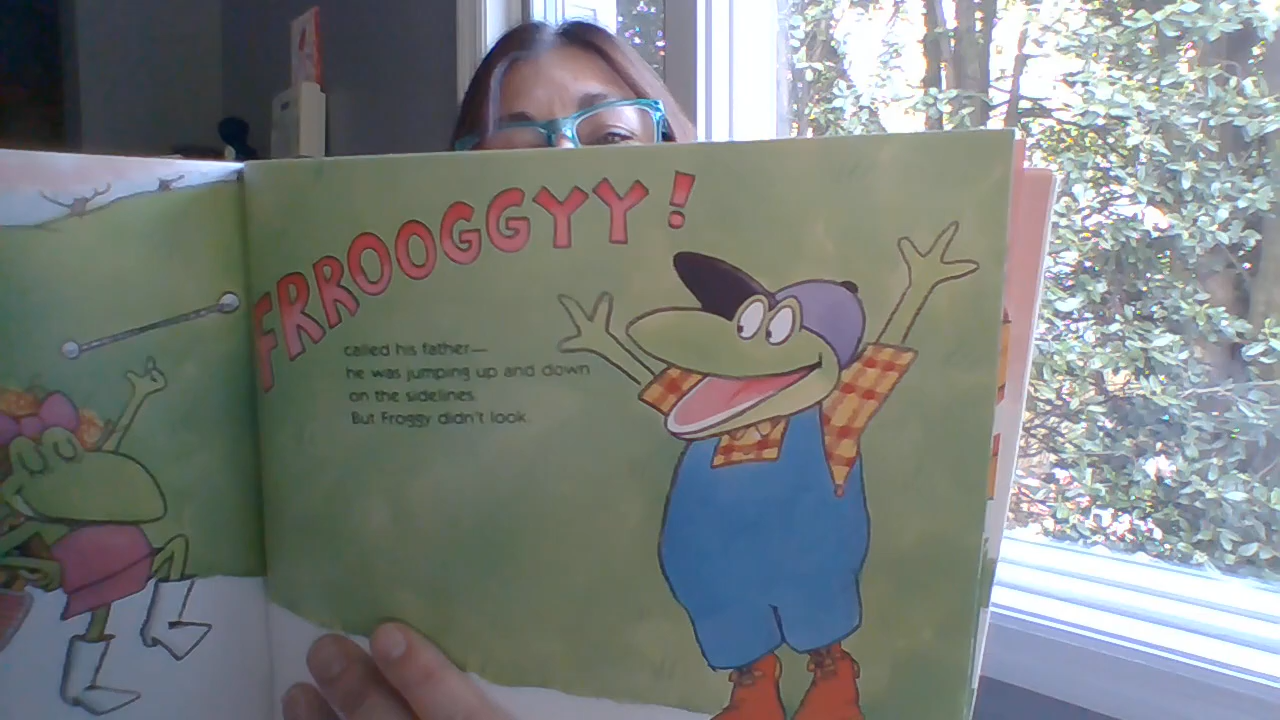 FRROOGGYY!
called his father—
he was jumping up and down
on the sidelines.
But Froggy didn't look.